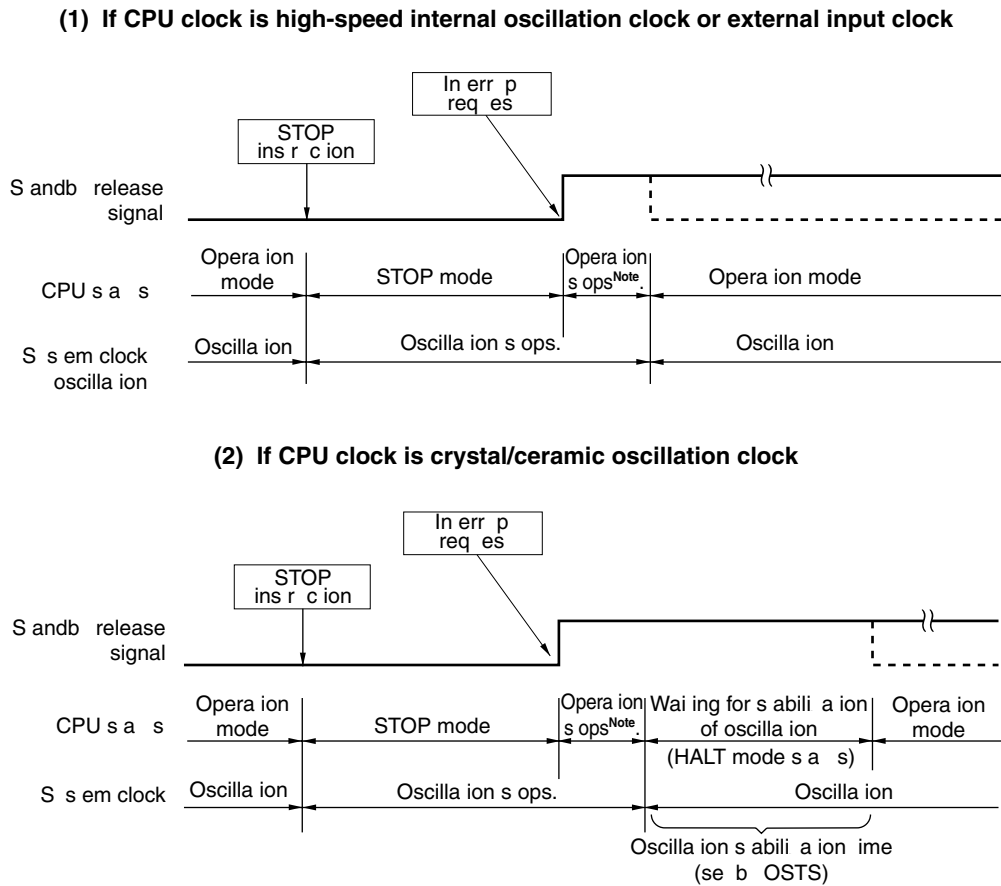 (1) If CPU clock is high-speed internal oscillation clock or external input clock
In err p
req es
STOP
ins r c ion
S andb release
signal
Opera ion
mode
STOP mode
Opera ion
s opsNote.
Opera ion mode
CPU s a s
Oscilla ion
Oscilla ion s ops.
Oscilla ion
S s em clock
oscilla ion
(2) If CPU clock is crystal/ceramic oscillation clock
In err p
req es
STOP
ins r c ion
S andb release
signal
Opera ion
mode
STOP mode
Opera ion
s opsNote.
Wai ing for s abili a ion
of oscilla ion
(HALT mode s a s)
Opera ion
mode
CPU s a s
S s em clock
Oscilla ion
Oscilla ion s ops.
Oscilla ion
Oscilla ion s abili a ion ime
(se b OSTS)